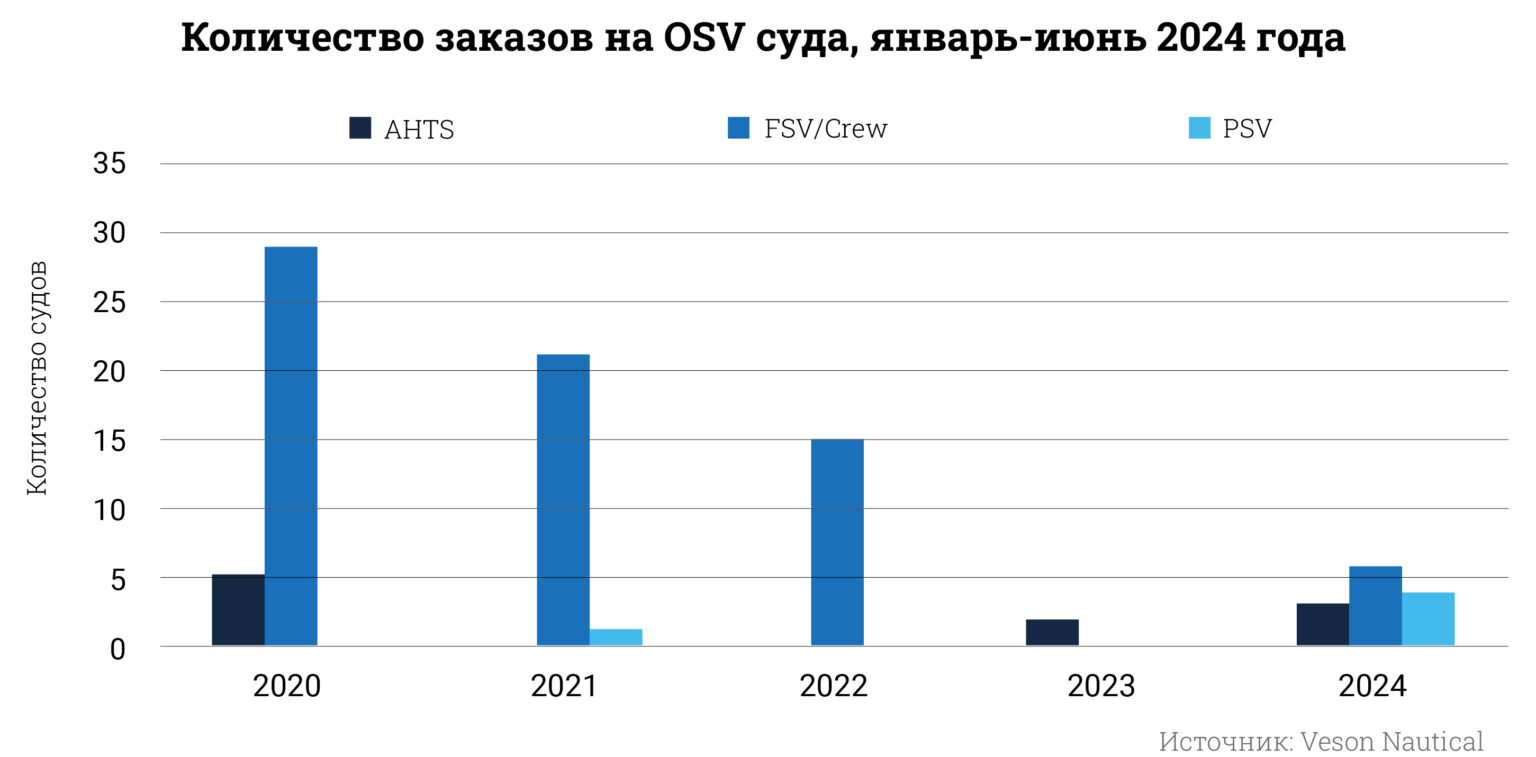 Количество заказов на OSV суда, январь-июнь 2024 года
AHTS
FSV/Crew
PSV
Количество судов
35
30
25
20
15
10
5
0
2020
2021
2022
2023
2024
Источник: Veson Nautical